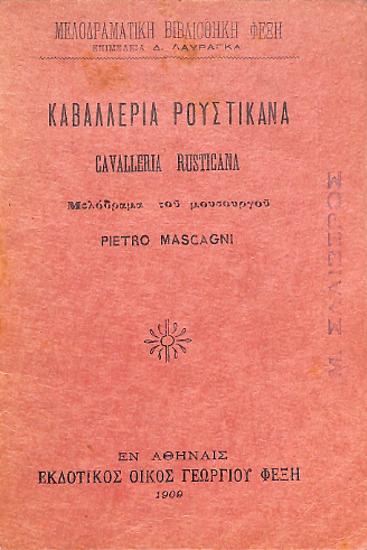 ΜΕΛΟΔΡΑΜΑΤΙΚΗ ΒΙΒΛΙΟΘΗΚΗ ΦΕΞΗ
ΕΠΙΜΕΛΕΙΑ Δ. ΛΑΥΡΑΓΚΑ
ΚΑΒΑΛΛΕΡΙΑ ΡΟΥΣΤΙΚΑΝΑ
CAVALLERIA RUSTICANA
Μελόδραμα τοῦ μουσουργοῦ
PIETRO MASCAGNI
ΕΝ ΑΘΗΝΑΙΣ
ΕΚΔΟΤΙΚΟΣ ΟΙΚΟΣ ΓΕΩΡΓΙΟΥ ΦΕΞΗ
1909